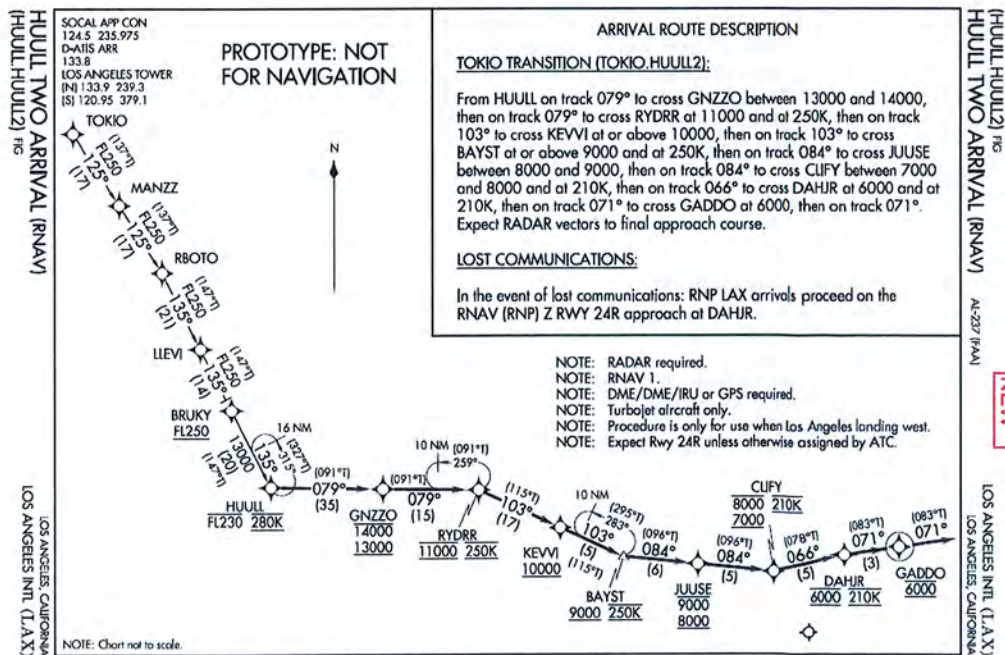 (HUULL.HUULL2) FIG
HUULL TWO ARRIVAL (RNAV)
LOS ANGELES, CALIFORNIA
LOS ANGELES INTL (LAX)
SOCAL APP CON
124.5 235.975
D-ATIS ARR
133.8
LOS ANGELES TOWER
(N) 133.9 239.3
(S) 120.95 379.1
PROTOTYPE: NOT
FOR NAVIGATION
ARRIVAL ROUTE DESCRIPTION
TOKIO TRANSITION (TOKIO.HUULL2):
From HUULL on track 079° to cross GNZZO between 13000 and 14000,
then on track 079° to cross RYDRR at 11000 and at 250K, then on track
103° to cross KEVVI at or above 10000, then on track 103° to cross
BAYST at or above 9000 and at 250K, then on track 084° to cross JUUSE
between 8000 and 9000, then on track 084° to cross CLIFY between 7000
and 8000 and at 210K, then on track 066° to cross DAHJR at 6000 and at
210K, then on track 071° to cross GADDO at 6000, then on track 071°.
Expect RADAR vectors to final approach course.
LOST COMMUNICATIONS:
In the event of lost communications: RNP LAX arrivals proceed on the
RNAV (RNP) Z RWY 24R approach at DAHJR.
NOTE: RADAR required.
NOTE: RNAV 1.
NOTE: DME/DME/IRU or GPS required.
NOTE: Turbojet aircraft only.
NOTE: Procedure is only for use when Los Angeles landing west.
NOTE: Expect Rwy 24R unless otherwise assigned by ATC.
N
TOKIO
(137°T)
FL250
125°
(17)
MANZZ
(137°T)
FL250
125°
(17)
RBOTO
(147°T)
FL250
135°
(21)
LLEVI
(147°T)
FL250
135°
(14)
BRUKY
FL250
13000
(20)
(147°T)
135°
16 NM
315°
(327°T)
HUULL
FL230 280K
(091°T)
079°
(35)
GNZZO
14000
13000
(091°T)
079°
(15)
10 NM
(091°T)
259°
RYDRR
11000 250K
(115°T)
103°
(17)
KEVVI
10000
10 NM
(295°T)
283°
103°
(5)
(115°T)
BAYST
9000 250K
(096°T)
084°
(6)
JUUSE
9000
8000
(096°T)
084°
(5)
CLIFY
8000 210K
7000
(078°T)
066°
(5)
DAHJR
6000 210K
(083°T)
071°
(3)
GADDO
6000
(083°T)
071°
NOTE: Chart not to scale.
(HUULL.HUULL2) FIG
HUULL TWO ARRIVAL (RNAV)
AL-237 (FAA)
NEW
LOS ANGELES INTL (LAX)
LOS ANGELES, CALIFORNIA